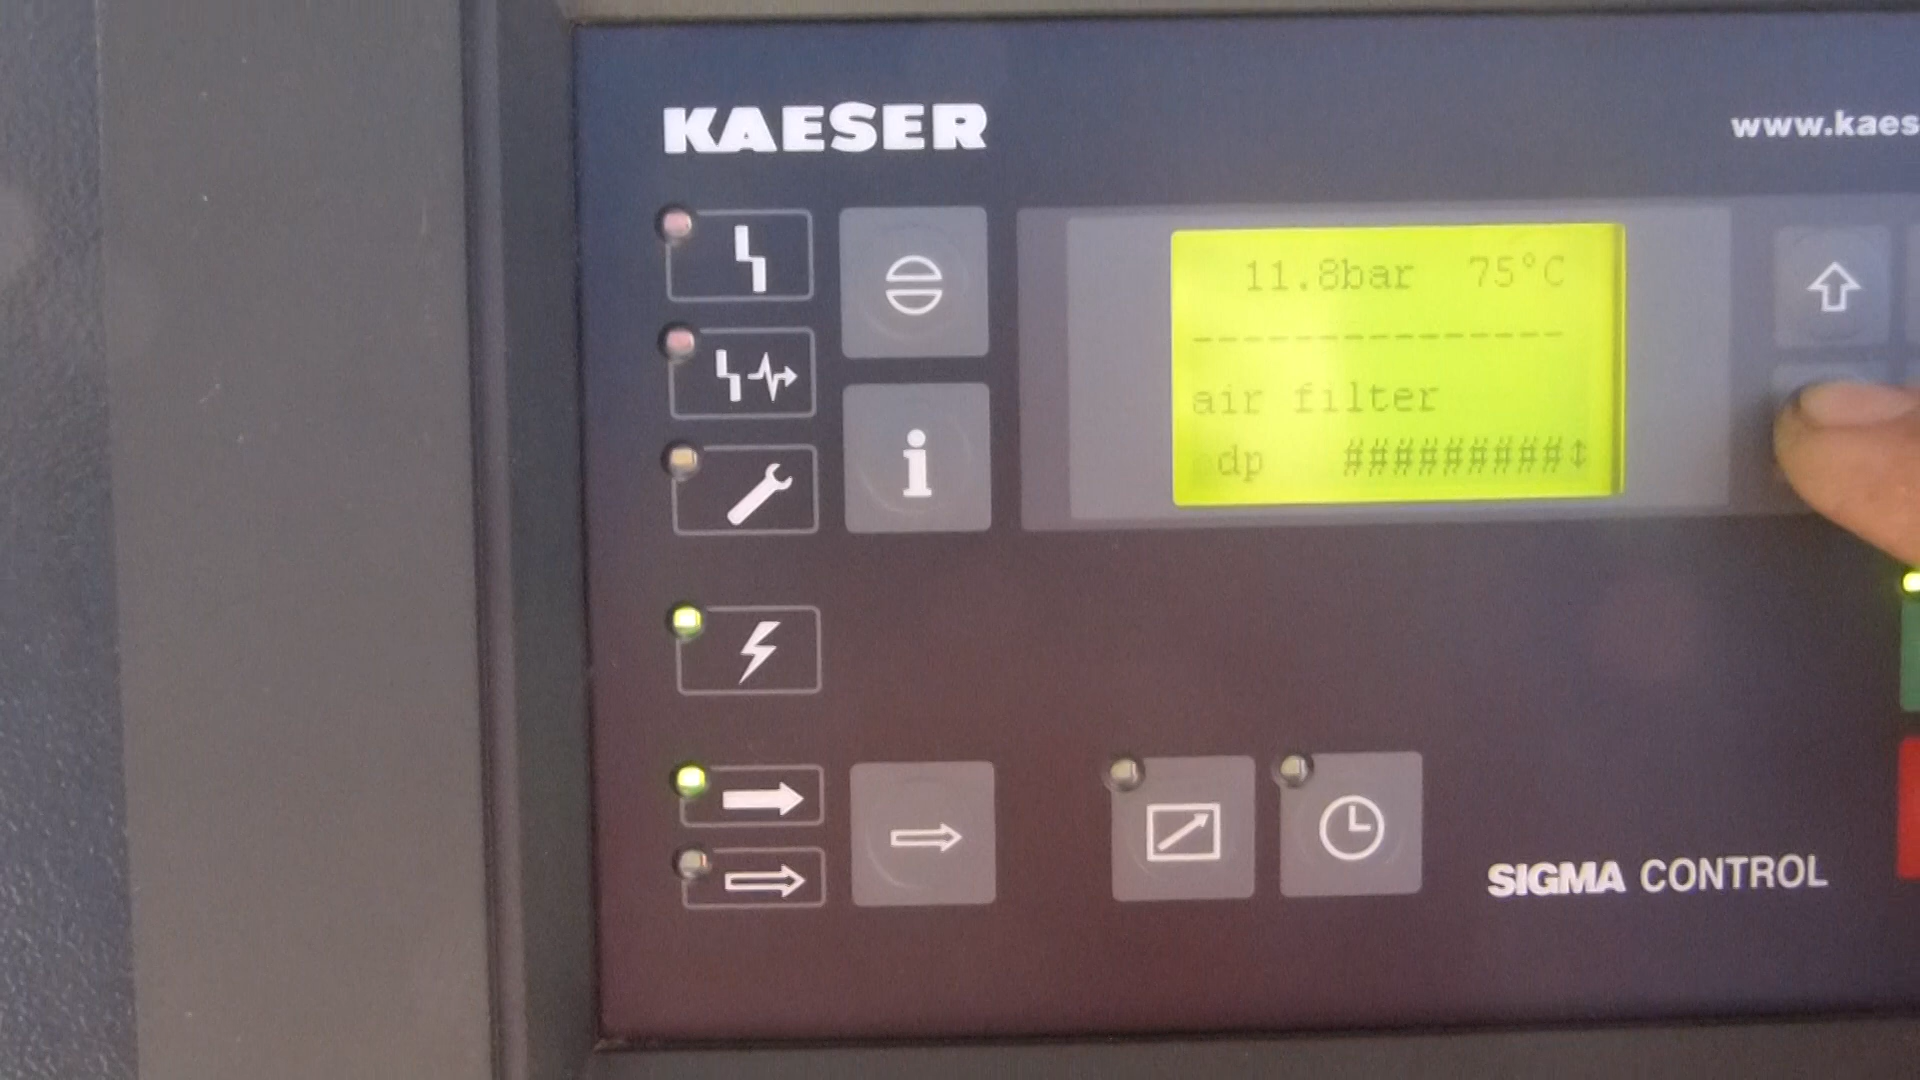 KAESER
www.kaes
11.8bar 75°C
---------------
air filter
dp #########↕
i
SIGMA CONTROL